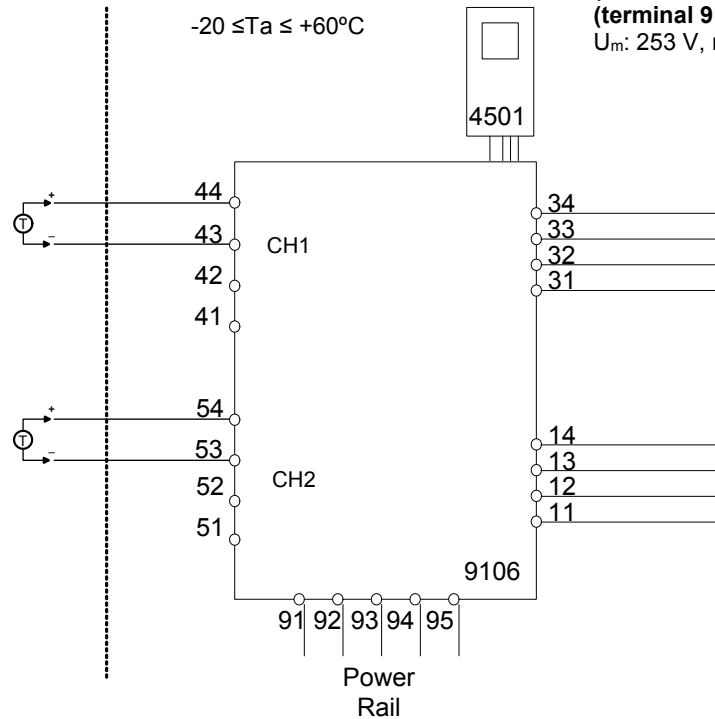 -20 ≤Ta ≤ +60ºC
(terminal 9
Um: 253 V,
4501
44
43
42
41
CH1
34
33
32
31
54
53
52
51
CH2
14
13
12
11
9106
91 92 93 94 95
Power
Rail
+
−
T
+
−
T